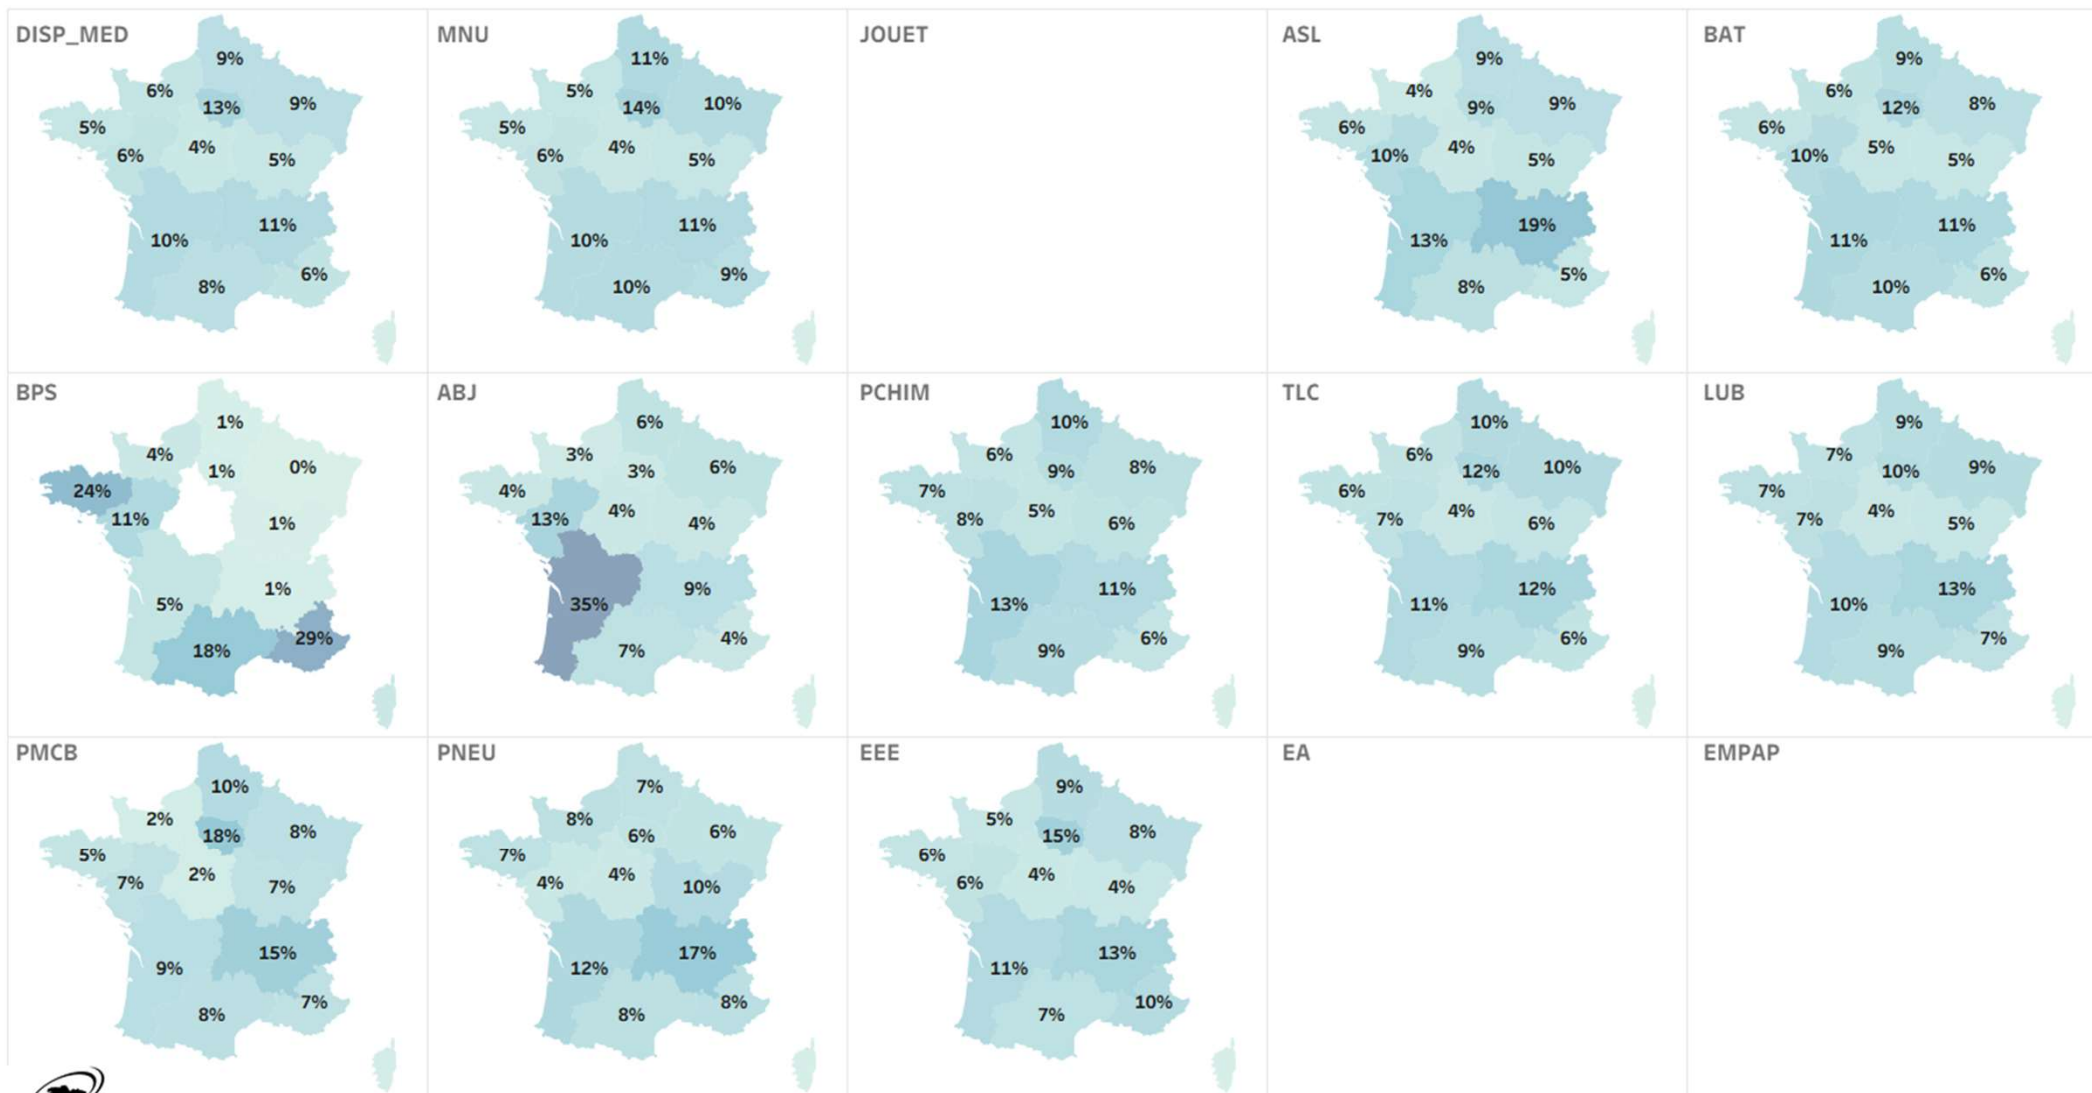 DISP_MED MNU JOUET ASL BAT
9% 11% 9% 9%
6% 5% 4% 6%
13% 9% 14% 10% 9% 9% 12% 8%
5% 5% 6% 6%
6% 4% 5% 6% 4% 5% 10% 4% 5% 10% 5% 5%
11% 11% 19% 11%
10% 10% 13% 11%
6% 9% 5% 6%
8% 10% 8% 10%
BPS ABJ PCHIM TLC LUB
1% 6% 10% 10% 9%
4% 3% 6% 6% 7%
1% 0% 3% 6% 9% 8% 12% 10% 10% 9%
24% 4% 7% 6% 7%
11% 1% 13% 4% 4% 8% 5% 6% 7% 4% 6% 7% 4% 5%
1% 9% 11% 12% 13%
5% 35% 13% 11% 10%
29% 4% 6% 6% 7%
18% 7% 9% 9% 9%
PMCB PNEU EEE EA EMPAP
10% 7% 9%
2% 8% 5%
18% 8% 6% 6% 15% 8%
5% 7% 6%
7% 2% 7% 4% 4% 10% 6% 4% 4%
15% 17% 13%
9% 12% 11%
7% 8% 10%
8% 8% 7%